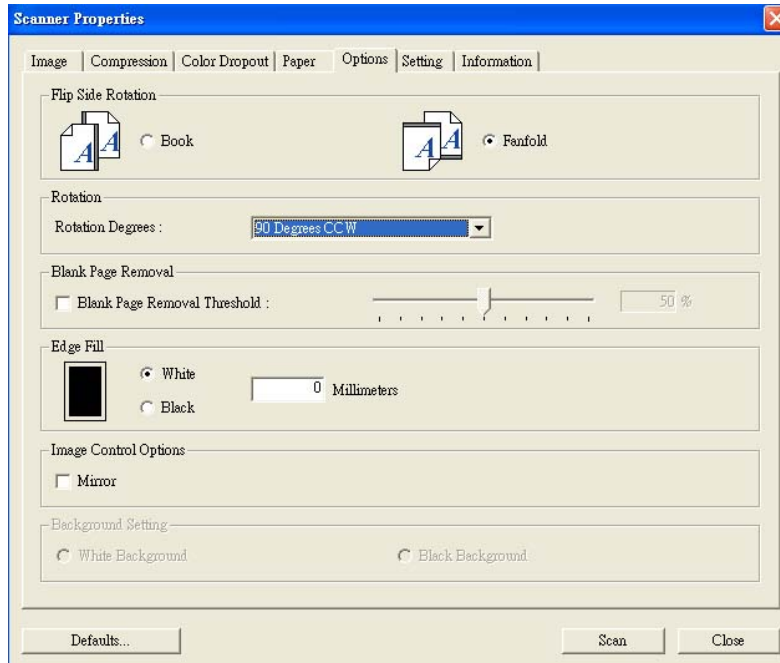 Scanner Properties
Image Compression Color Dropout Paper Options Setting Information
Flip Side Rotation
A A Book A A Fanfold
Rotation
Rotation Degrees : 90 Degrees CCW
Blank Page Removal
Blank Page Removal Threshold : 50 %
Edge Fill
White
0 Millimeters
Black
Image Control Options
Mirror
Background Setting
White Background Black Background
Defaults... Scan Close